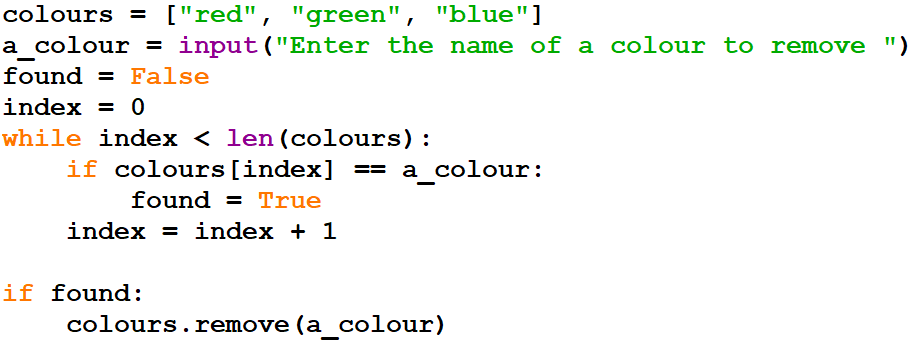 colours = ["red", "green", "blue"]
a_colour = input("Enter the name of a colour to remove ")
found = False
index = 0
while index < len(colours):
    if colours[index] == a_colour:
        found = True
    index = index + 1

if found:
    colours.remove(a_colour)